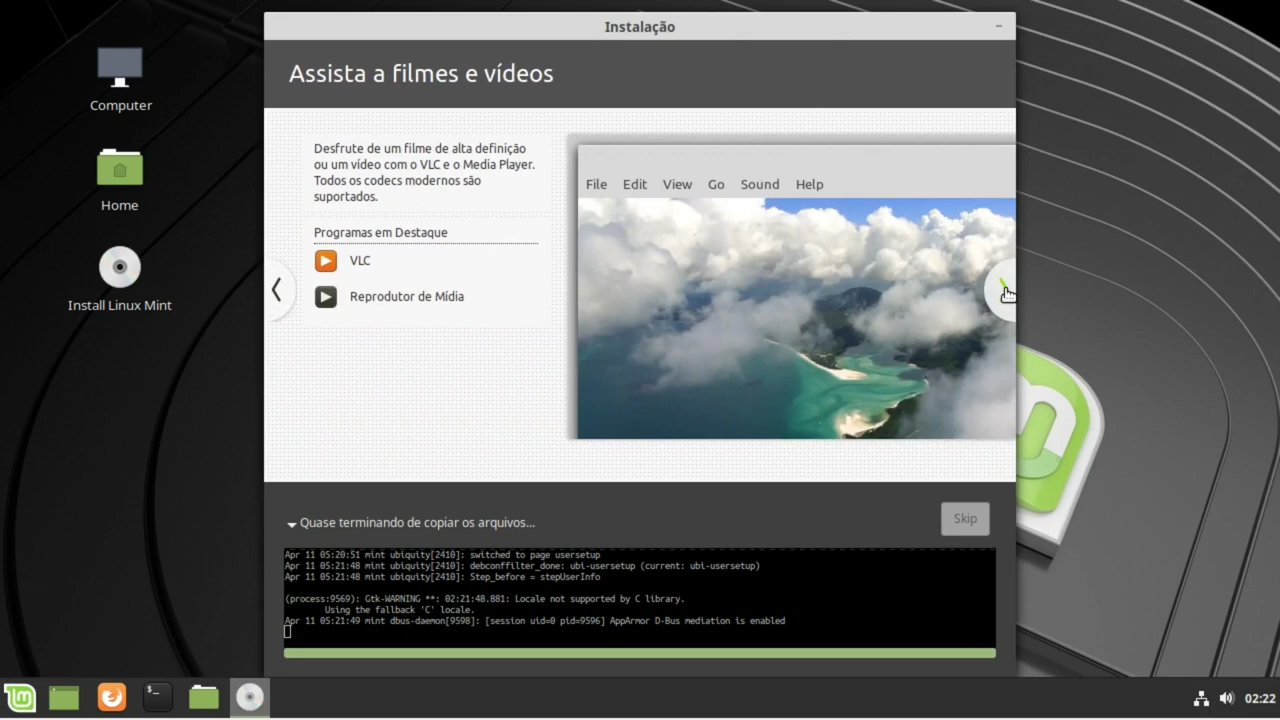 Instalação
Assista a filmes e vídeos
Computer
Home
Install Linux Mint
Desfrute de um filme de alta definição
ou um vídeo com o VLC e o Media Player.
Todos os codecs modernos são
suportados.
Programas em Destaque
VLC
Reprodutor de Mídia
File Edit View Go Sound Help
Quase terminando de copiar os arquivos...
Skip
Apr 11 05:20:51 mint ubiquity[2410]: switched to page usersetup
Apr 11 05:21:48 mint ubiquity[2410]: debconffilter_done: ubi-usersetup (current: ubi-usersetup)
Apr 11 05:21:48 mint ubiquity[2410]: Step_before = stepUserInfo
(process:9569): Gtk-WARNING **: 02:21:48.881: Locale not supported by C library.
Using the fallback 'C' locale.
Apr 11 05:21:49 mint dbus-daemon[9598]: [session uid=0 pid=9596] AppArmor D-Bus mediation is enabled
$_
02:22